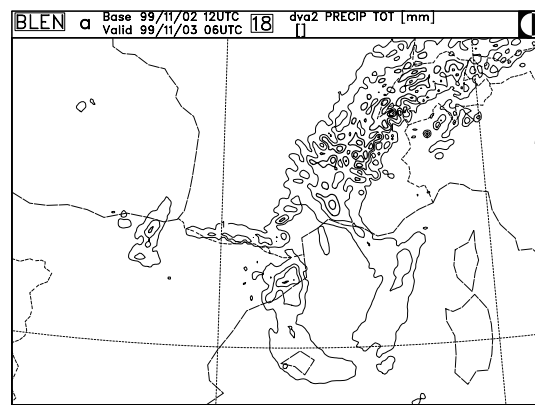 BLEN a Base 99/11/02 12UTC 18 dva2 PRECIP TOT [mm]
Valid 99/11/03 06UTC []